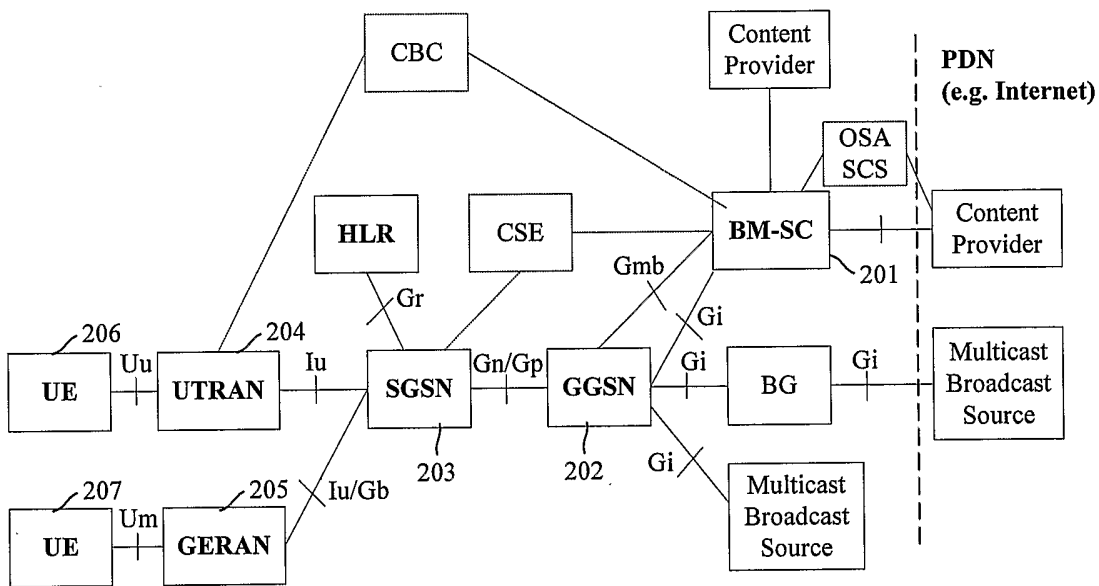 CBC
Content
Provider
PDN
(e.g. Internet)
OSA
SCS
HLR
CSE
BM-SC
Content
Provider
201
Gmb
Gr
Gi
206
204
UE
Uu
UTRAN
Iu
SGSN
Gn/Gp
GGSN
Gi
BG
Gi
Multicast
Broadcast
Source
203
202
Gi
207
205
Iu/Gb
UE
Um
GERAN
Multicast
Broadcast
Source